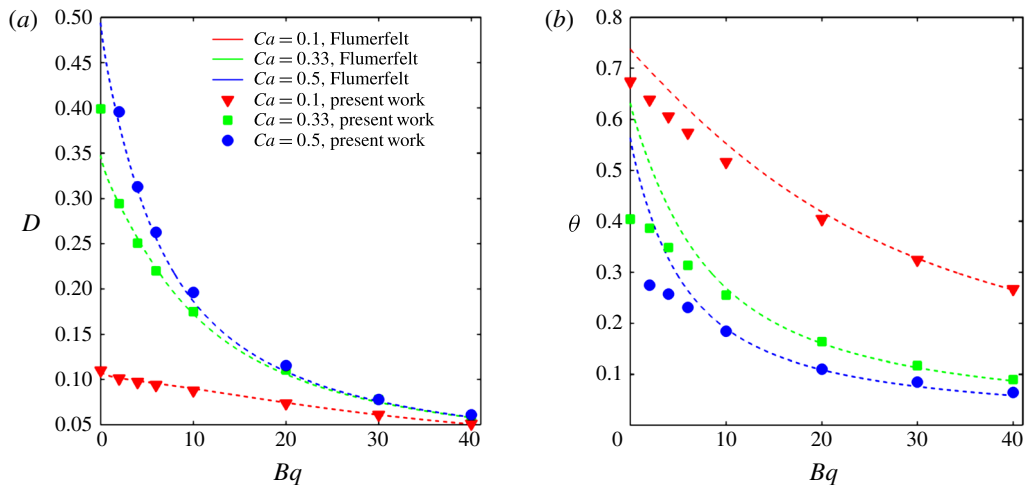 (a)
0.50
0.45
0.40
0.35
0.30
0.25
0.20
0.15
0.10
0.05
D
0 10 20 30 40
Bq
Ca = 0.1, Flumerfelt
Ca = 0.33, Flumerfelt
Ca = 0.5, Flumerfelt
Ca = 0.1, present work
Ca = 0.33, present work
Ca = 0.5, present work
(b)
0.8
0.7
0.6
0.5
0.4
0.3
0.2
0.1
θ
0 10 20 30 40
Bq